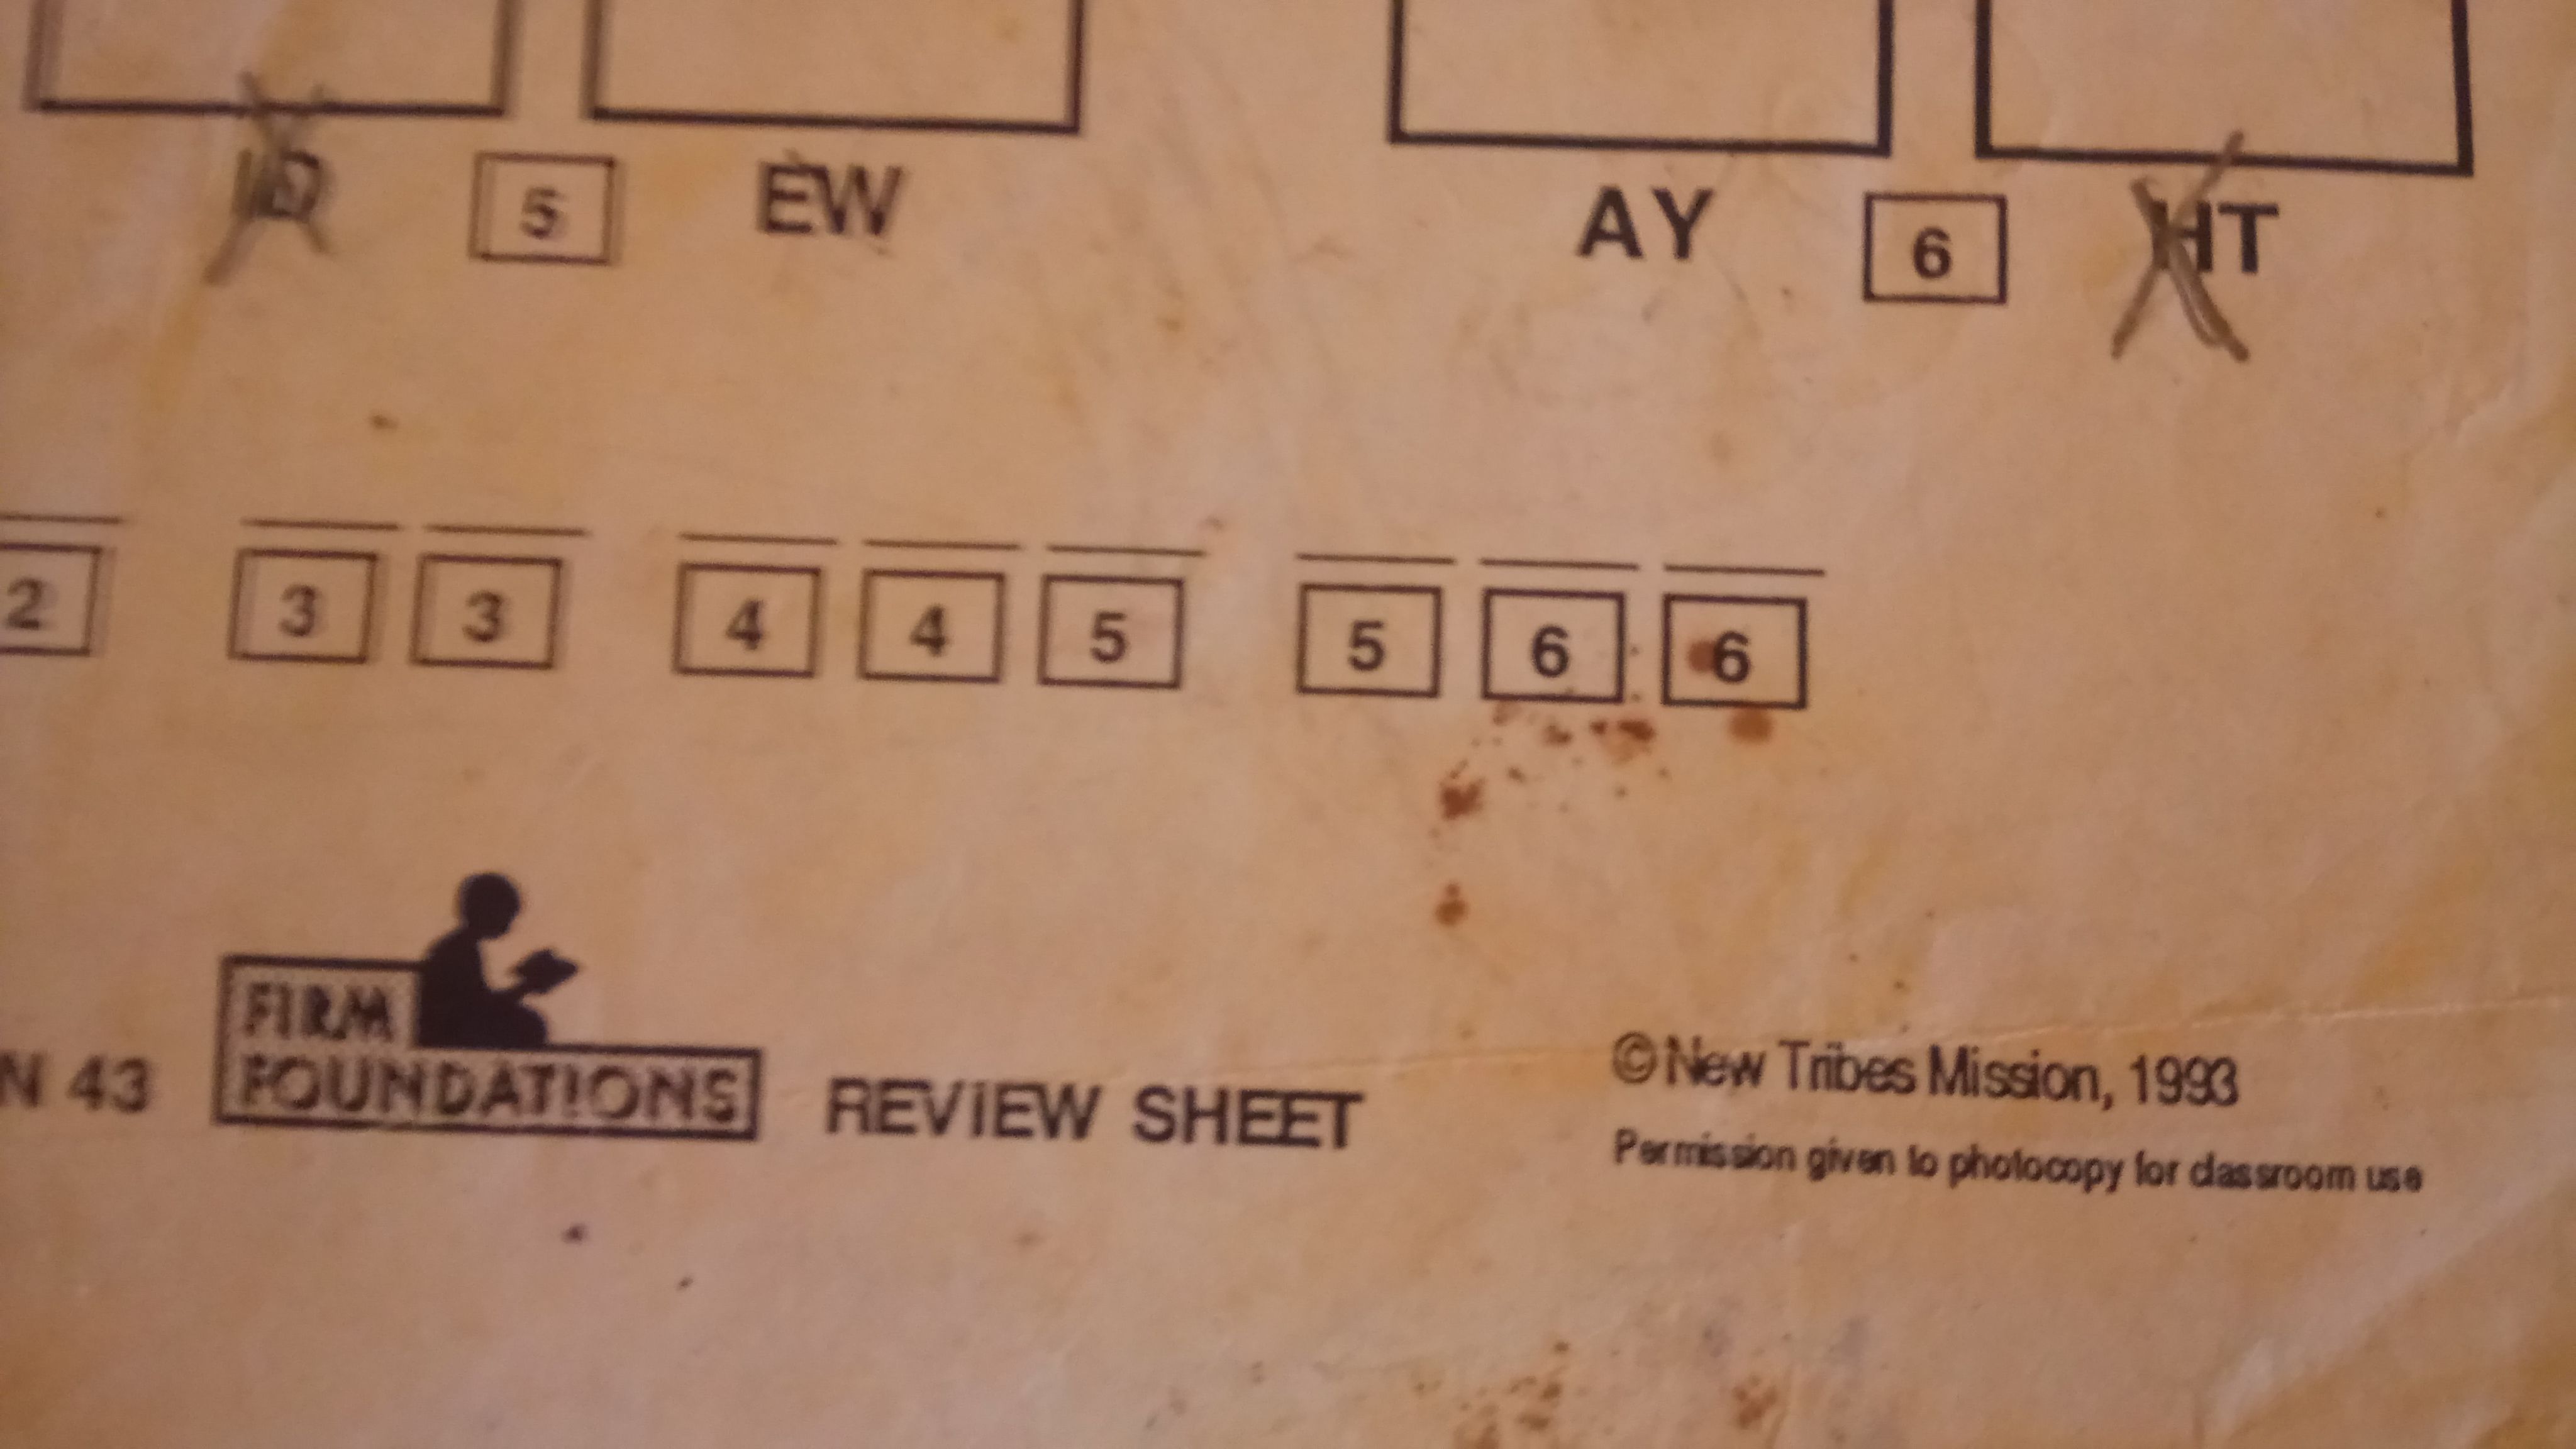 ID 5 EW AY 6 HT
2 3 3 4 4 5 5 6 6
FIRM
FOUNDATIONS
N 43 REVIEW SHEET
© New Tribes Mission, 1993
Permission given to photocopy for classroom use